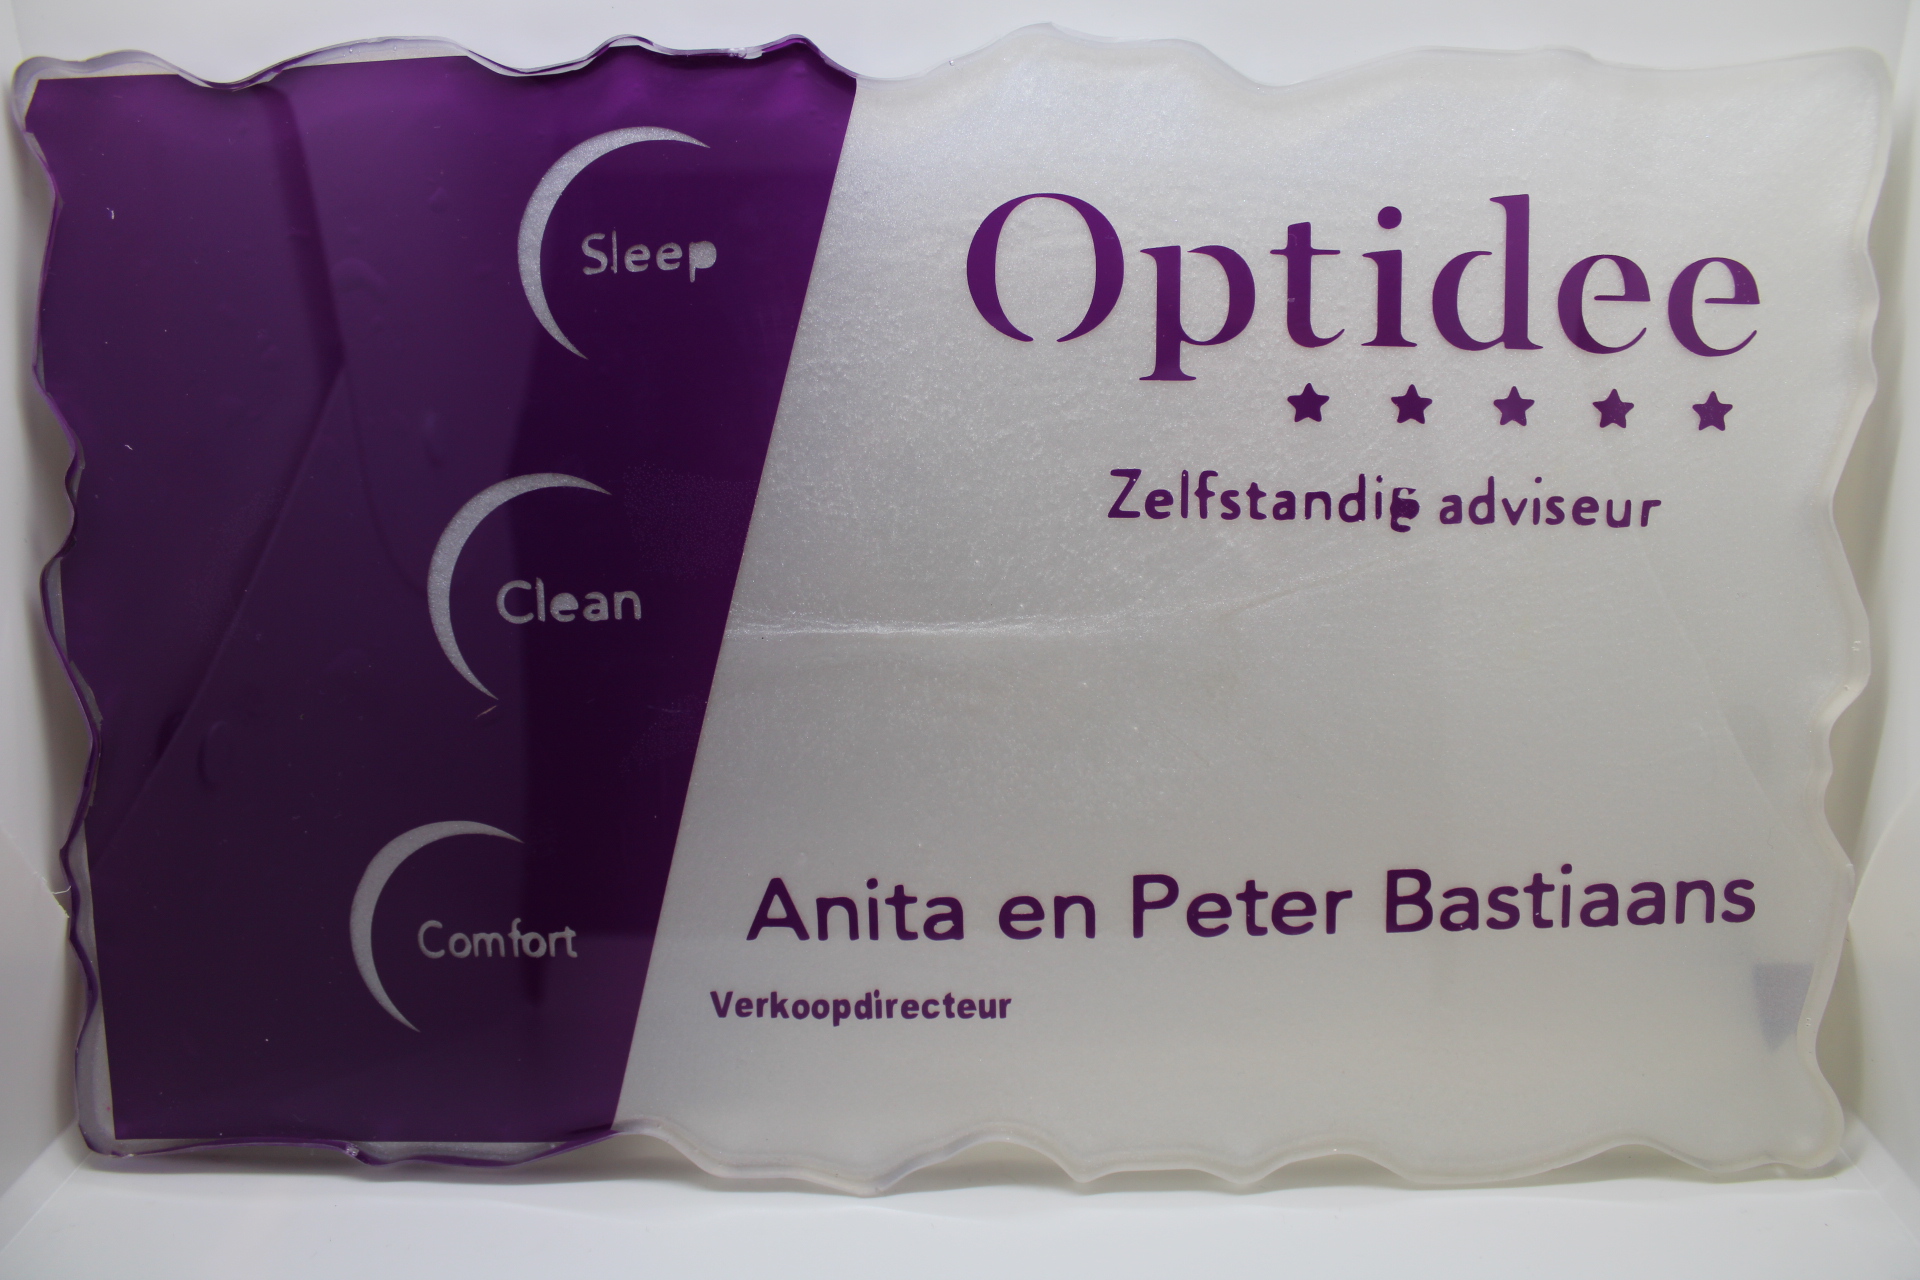 Sleep
Clean
Comfort
Optidee
Zelfstandig adviseur
Anita en Peter Bastiaans
Verkoopdirecteur